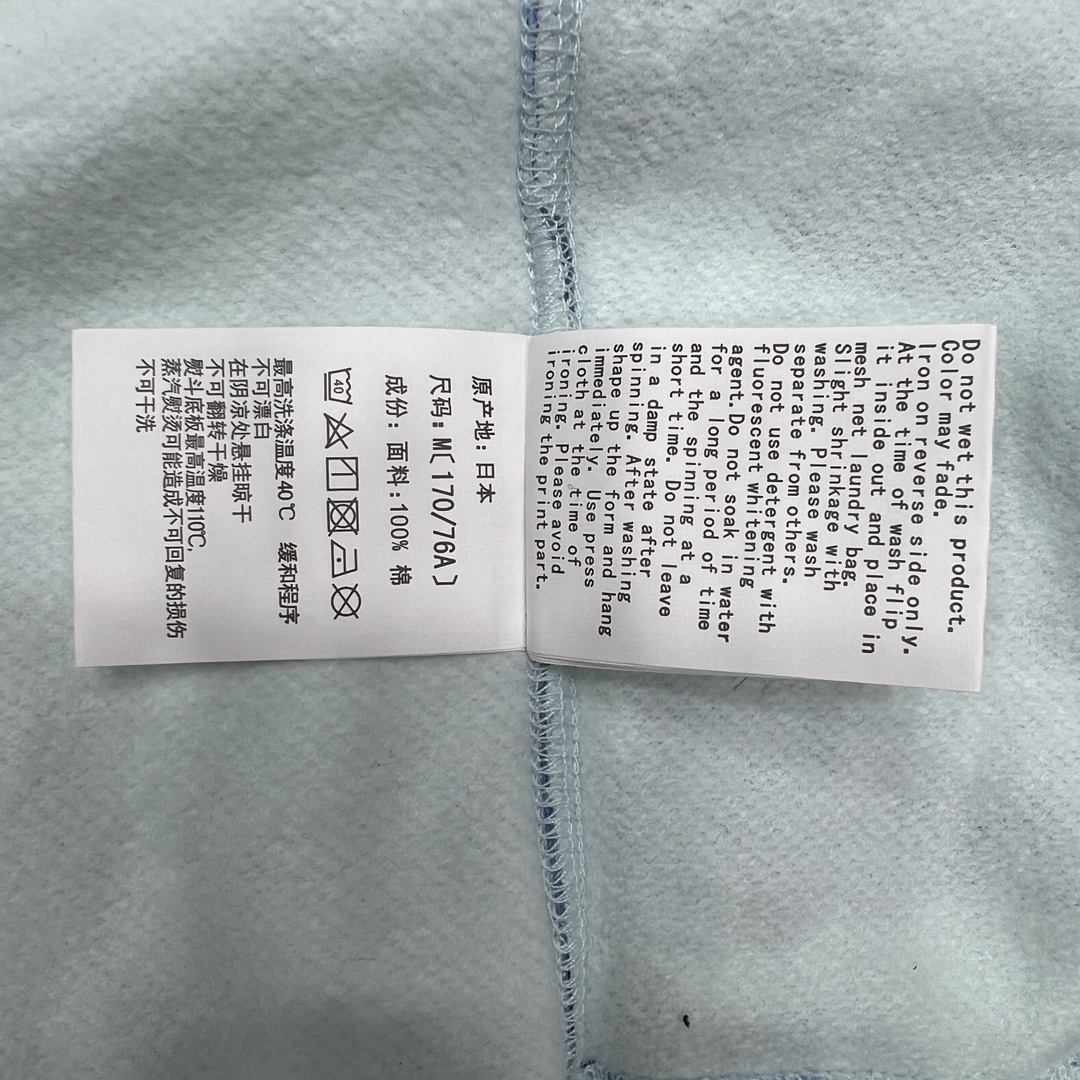 Do not wet this product.
Color may fade.
Iron on reverse side only.
At the time of wash flip
it inside out and place in
mesh net laundry bag.
Slight shrinkage with
washing. Please wash
separate from others.
Do not use detergent with
fluorescent whitening
agent. Do not soak in water
for a long period of time
and the spinning at a
short time. Do not leave
in a damp state after
spinning. After washing
shape up the form and hang
immediately. Use press
cloth at the time of
ironing. Please avoid
ironing the print part.
原产地: 日本
尺码: M[170/76A]
成份: 面料:100% 棉
40
最高洗涤温度40℃ 缓和程序
不可漂白
在阴凉处悬挂晾干
不可翻转干燥
熨斗底板最高温度110℃,
蒸汽熨烫可能造成不可回复的损伤
不可干洗